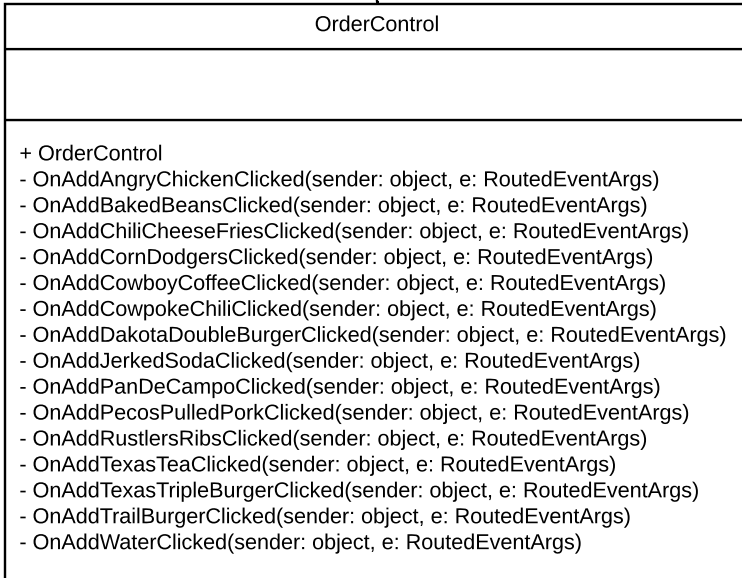 OrderControl
+ OrderControl
- OnAddAngryChickenClicked(sender: object, e: RoutedEventArgs)
- OnAddBakedBeansClicked(sender: object, e: RoutedEventArgs)
- OnAddChiliCheeseFriesClicked(sender: object, e: RoutedEventArgs)
- OnAddCornDodgersClicked(sender: object, e: RoutedEventArgs)
- OnAddCowboyCoffeeClicked(sender: object, e: RoutedEventArgs)
- OnAddCowpokeChiliClicked(sender: object, e: RoutedEventArgs)
- OnAddDakotaDoubleBurgerClicked(sender: object, e: RoutedEventArgs)
- OnAddJerkedSodaClicked(sender: object, e: RoutedEventArgs)
- OnAddPanDeCampoClicked(sender: object, e: RoutedEventArgs)
- OnAddPecosPulledPorkClicked(sender: object, e: RoutedEventArgs)
- OnAddRustlersRibsClicked(sender: object, e: RoutedEventArgs)
- OnAddTexasTeaClicked(sender: object, e: RoutedEventArgs)
- OnAddTexasTripleBurgerClicked(sender: object, e: RoutedEventArgs)
- OnAddTrailBurgerClicked(sender: object, e: RoutedEventArgs)
- OnAddWaterClicked(sender: object, e: RoutedEventArgs)